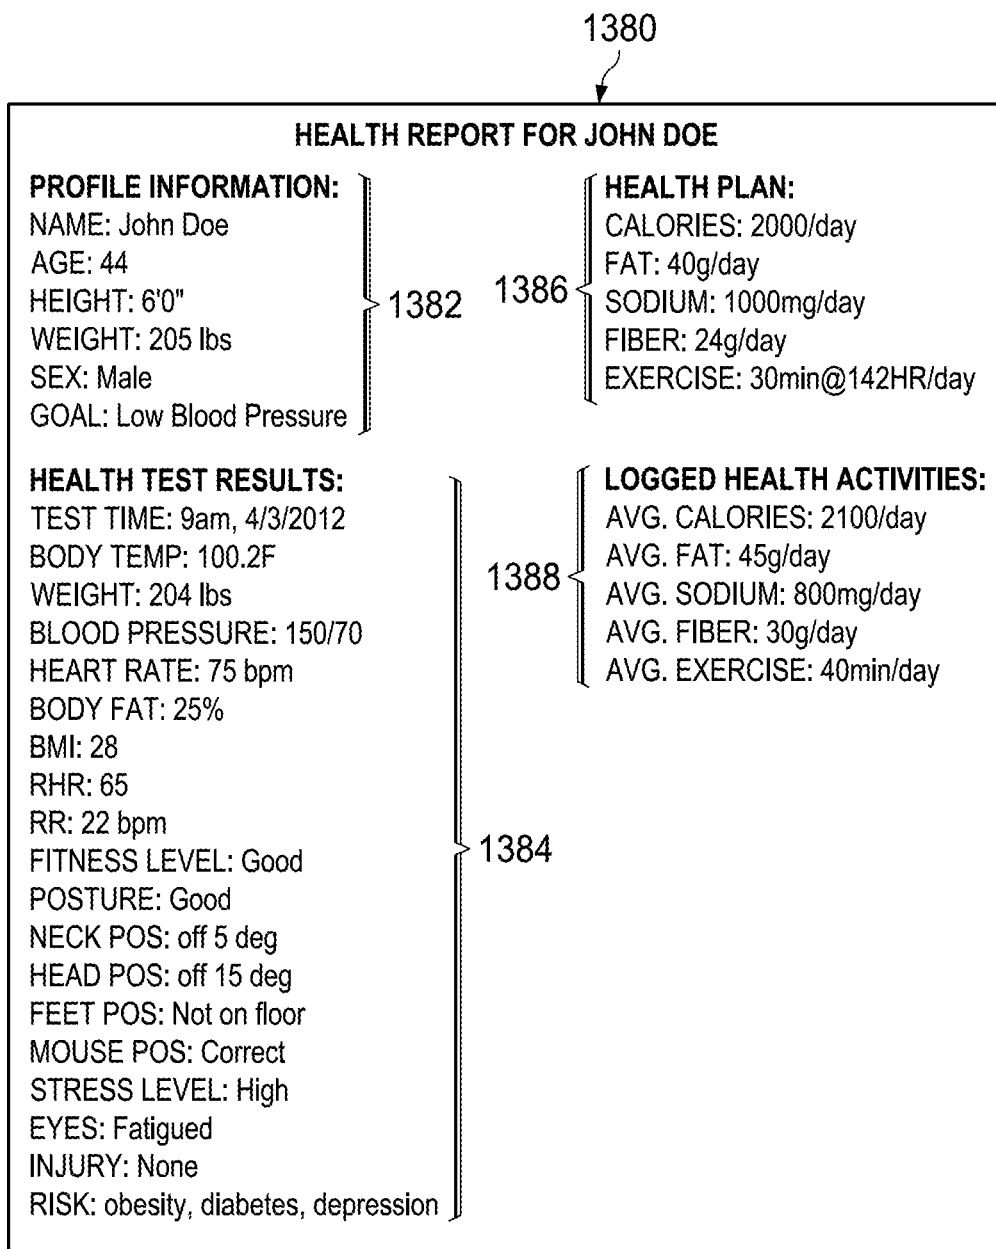 1380
HEALTH REPORT FOR JOHN DOE
PROFILE INFORMATION:
NAME: John Doe
AGE: 44
HEIGHT: 6'0"
WEIGHT: 205 lbs
SEX: Male
GOAL: Low Blood Pressure
1382
HEALTH PLAN:
CALORIES: 2000/day
FAT: 40g/day
SODIUM: 1000mg/day
FIBER: 24g/day
EXERCISE: 30min@142HR/day
1386
HEALTH TEST RESULTS:
TEST TIME: 9am, 4/3/2012
BODY TEMP: 100.2F
WEIGHT: 204 lbs
BLOOD PRESSURE: 150/70
HEART RATE: 75 bpm
BODY FAT: 25%
BMI: 28
RHR: 65
RR: 22 bpm
FITNESS LEVEL: Good
POSTURE: Good
NECK POS: off 5 deg
HEAD POS: off 15 deg
FEET POS: Not on floor
MOUSE POS: Correct
STRESS LEVEL: High
EYES: Fatigued
INJURY: None
RISK: obesity, diabetes, depression
1384
LOGGED HEALTH ACTIVITIES:
AVG. CALORIES: 2100/day
AVG. FAT: 45g/day
AVG. SODIUM: 800mg/day
AVG. FIBER: 30g/day
AVG. EXERCISE: 40min/day
1388